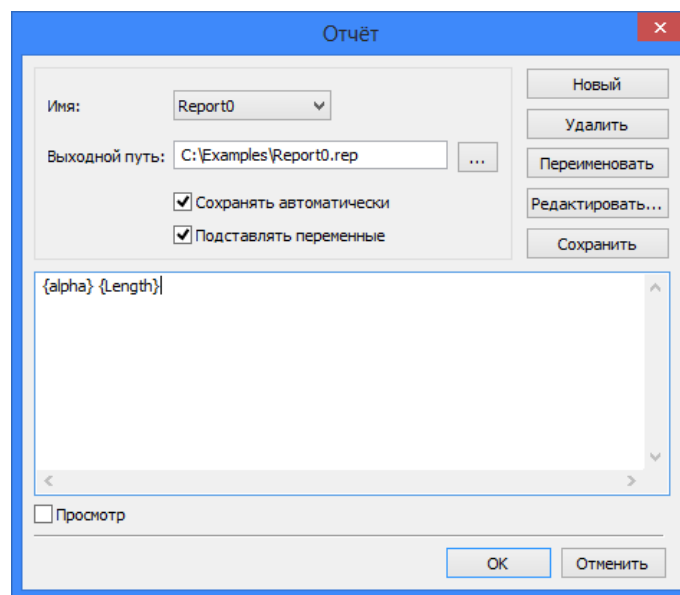 Отчёт
Имя:
Report0
Выходной путь:
C:\Examples\Report0.rep
...
Сохранять автоматически
Подставлять переменные
Новый
Удалить
Переименовать
Редактировать...
Сохранить
{alpha} {Length}
Просмотр
OK
Отменить